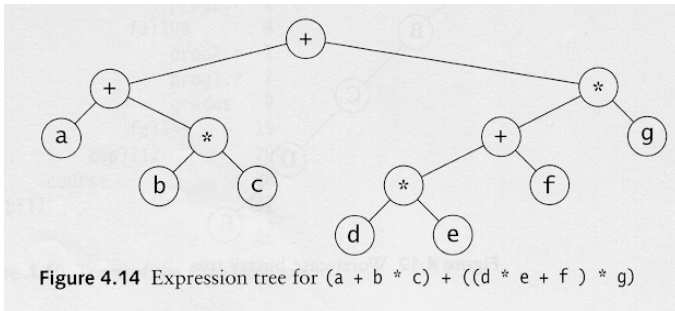 +
+ *
a * + g
b c * f
d e
Figure 4.14 Expression tree for (a + b * c) + ((d * e + f ) * g)